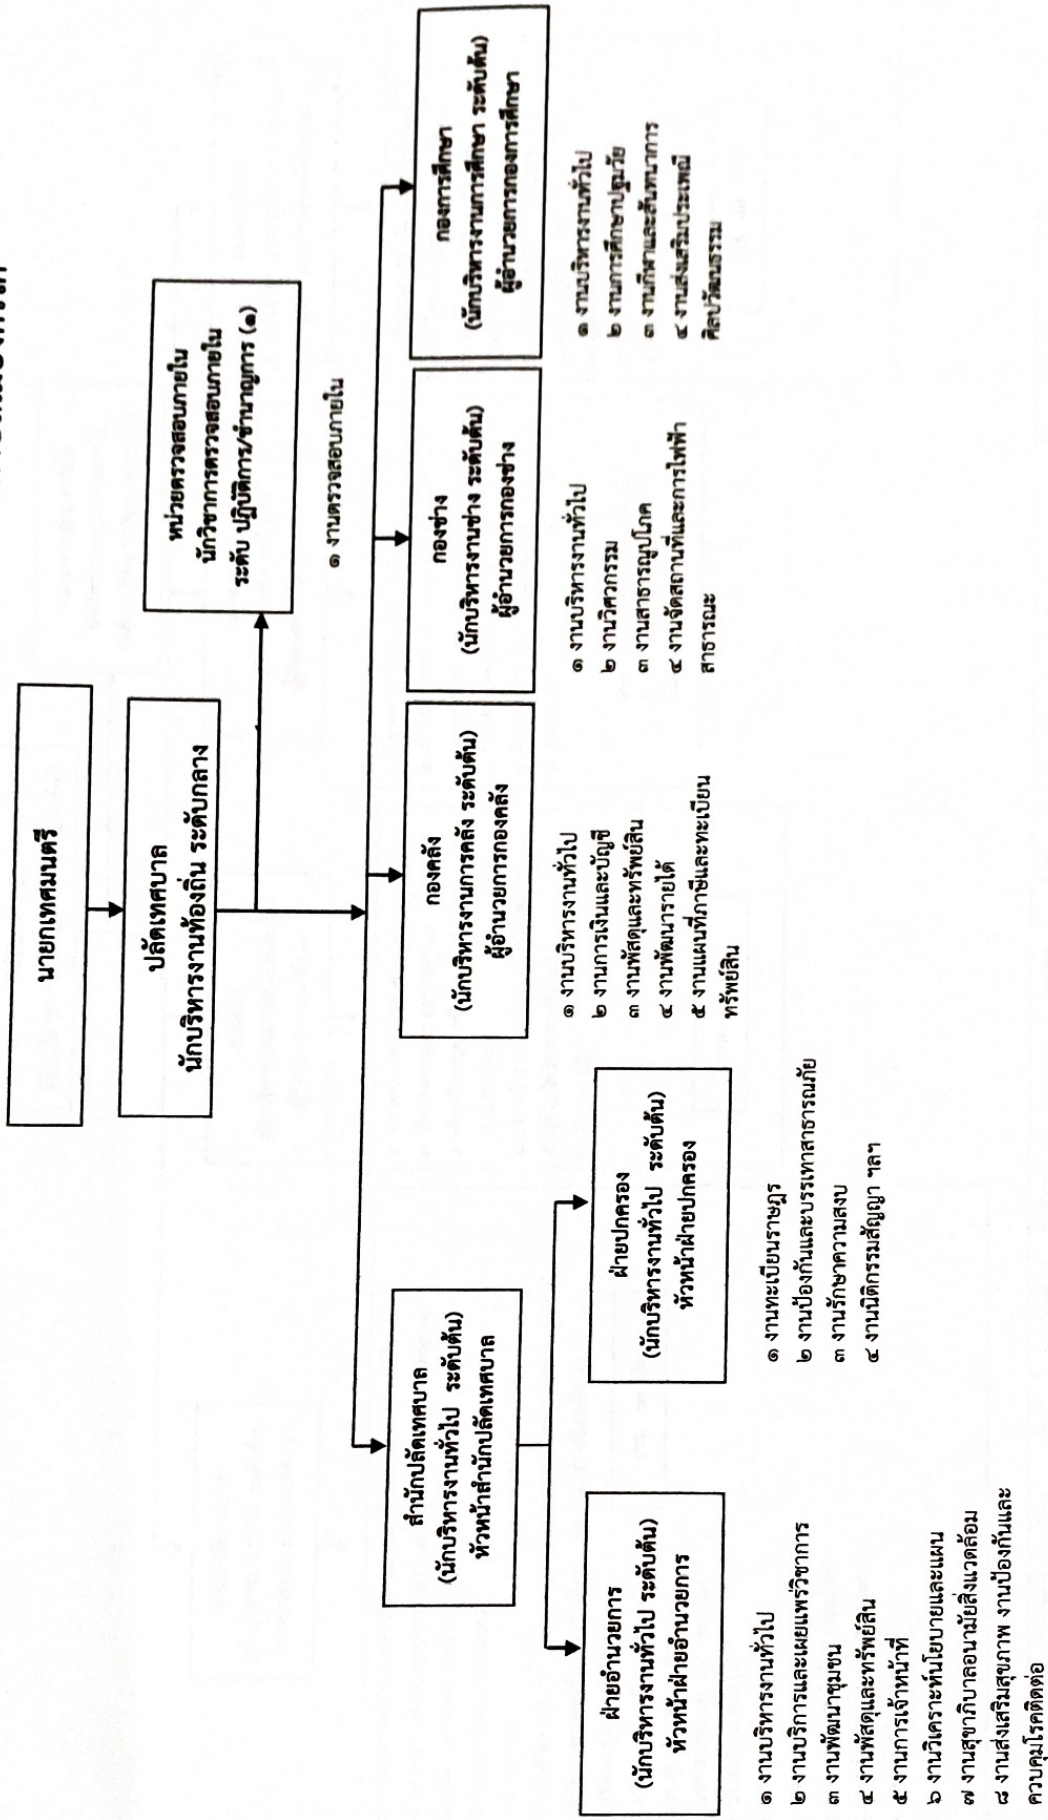 นายกเทศมนตรี
ปลัดเทศบาล
นักบริหารงานท้องถิ่น ระดับกลาง
หน่วยตรวจสอบภายใน
นักวิชาการตรวจสอบภายใน
ระดับ ปฏิบัติการ/ชำนาญการ (๑)
๑ งานตรวจสอบภายใน
สำนักปลัดเทศบาล
(นักบริหารงานทั่วไป ระดับต้น)
หัวหน้าสำนักปลัดเทศบาล
กองคลัง
(นักบริหารงานการคลัง ระดับต้น)
ผู้อำนวยการกองคลัง
กองช่าง
(นักบริหารงานช่าง ระดับต้น)
ผู้อำนวยการกองช่าง
กองการศึกษา
(นักบริหารงานการศึกษา ระดับต้น)
ผู้อำนวยการกองการศึกษา
ฝ่ายอำนวยการ
(นักบริหารงานทั่วไป ระดับต้น)
หัวหน้าฝ่ายอำนวยการ
ฝ่ายปกครอง
(นักบริหารงานทั่วไป ระดับต้น)
หัวหน้าฝ่ายปกครอง
๑ งานบริหารงานทั่วไป
๒ งานการเงินและบัญชี
๓ งานพัสดุและทรัพย์สิน
๔ งานพัฒนารายได้
๕ งานแผนที่ภาษีและทะเบียน
ทรัพย์สิน
๑ งานบริหารงานทั่วไป
๒ งานวิศวกรรม
๓ งานสาธารณูปโภค
๔ งานจัดสถานที่และการไฟฟ้า
สาธารณะ
๑ งานบริหารงานทั่วไป
๒ งานการศึกษาปฐมวัย
๓ งานกีฬาและสันทนาการ
๔ งานส่งเสริมประเพณี
ศิลปวัฒนธรรม
๑ งานบริหารงานทั่วไป
๒ งานบริการและเผยแพร่วิชาการ
๓ งานพัฒนาชุมชน
๔ งานพัสดุและทรัพย์สิน
๕ งานการเจ้าหน้าที่
๖ งานวิเคราะห์นโยบายและแผน
๗ งานสุขาภิบาลอนามัยสิ่งแวดล้อม
๘ งานส่งเสริมสุขภาพ งานป้องกันและ
ควบคุมโรคติดต่อ
๑ งานทะเบียนราษฎร
๒ งานป้องกันและบรรเทาสาธารณภัย
๓ งานรักษาความสงบ
๔ งานนิติกรรมสัญญา ฯลฯ